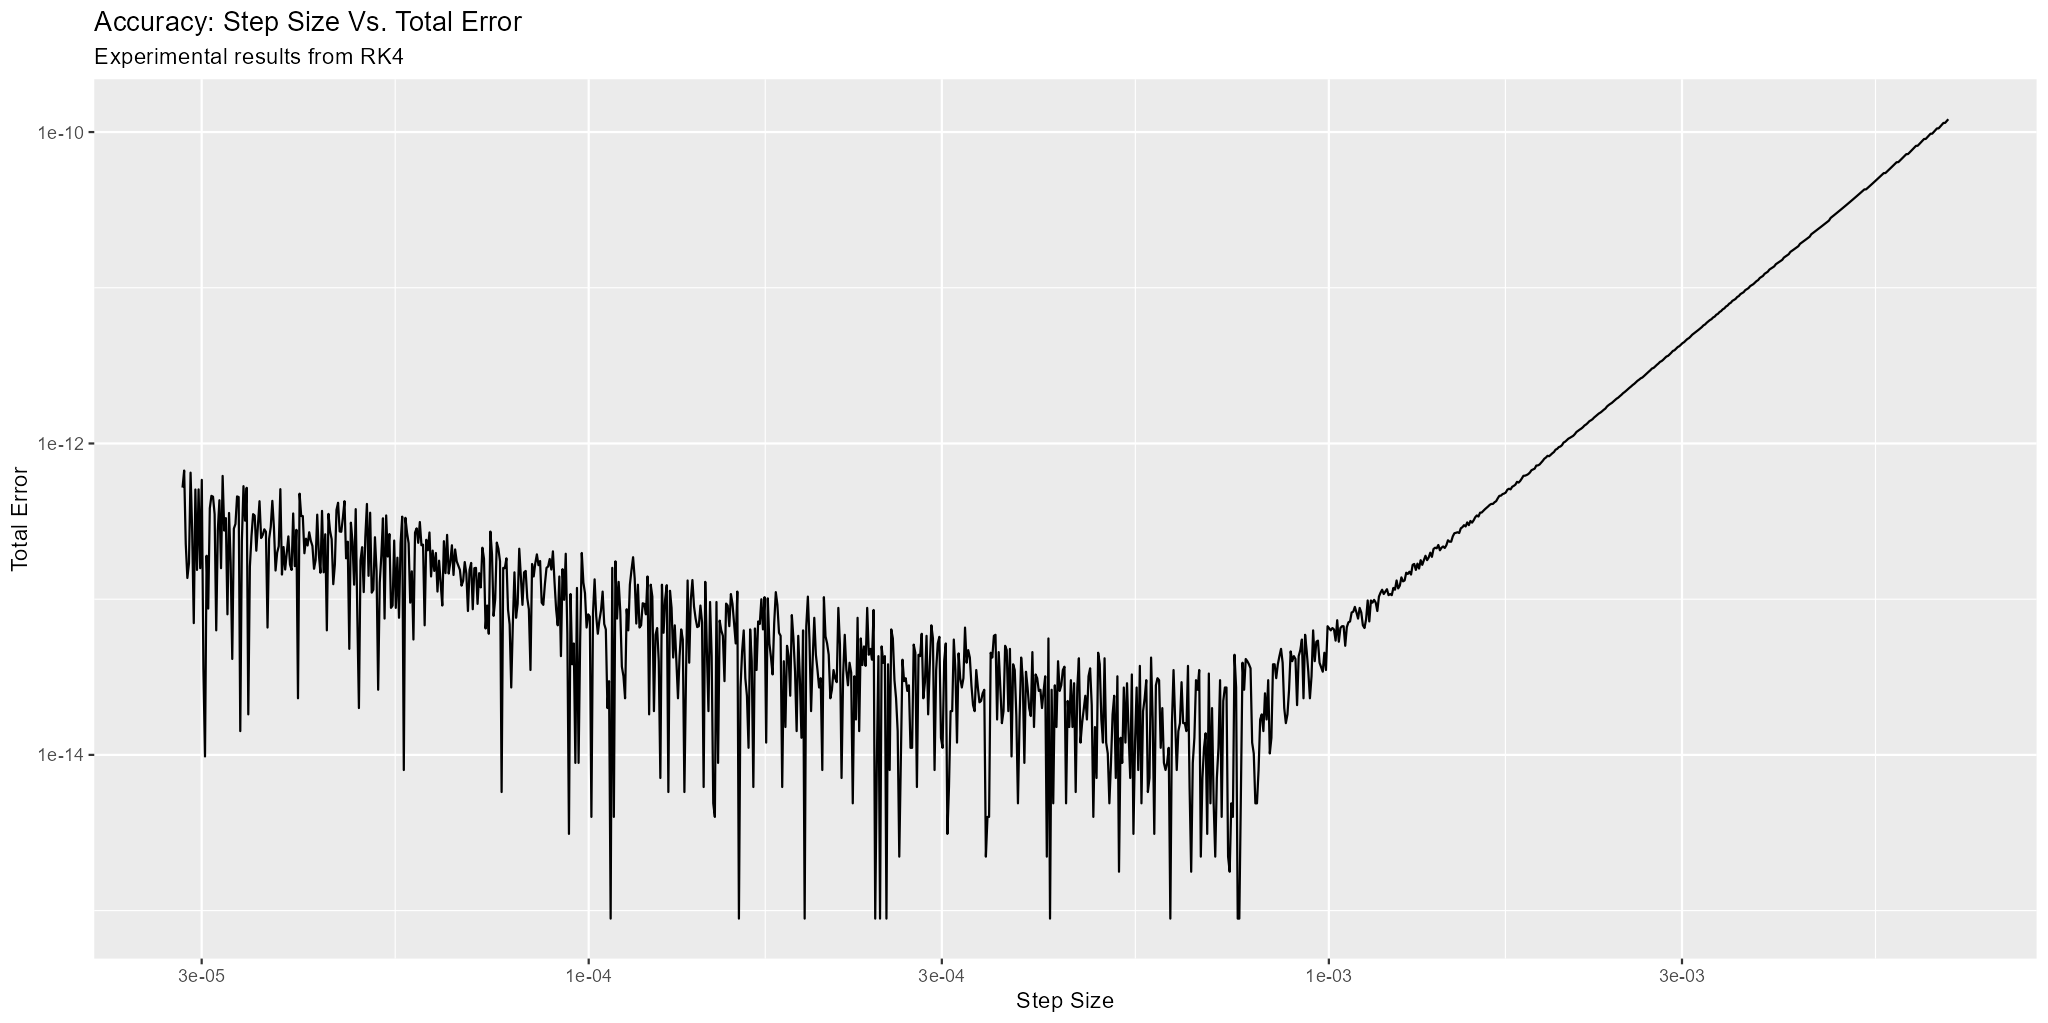 Accuracy: Step Size Vs. Total Error
Experimental results from RK4
Total Error
1e-10
1e-12
1e-14
3e-05
1e-04
3e-04
1e-03
3e-03
Step Size